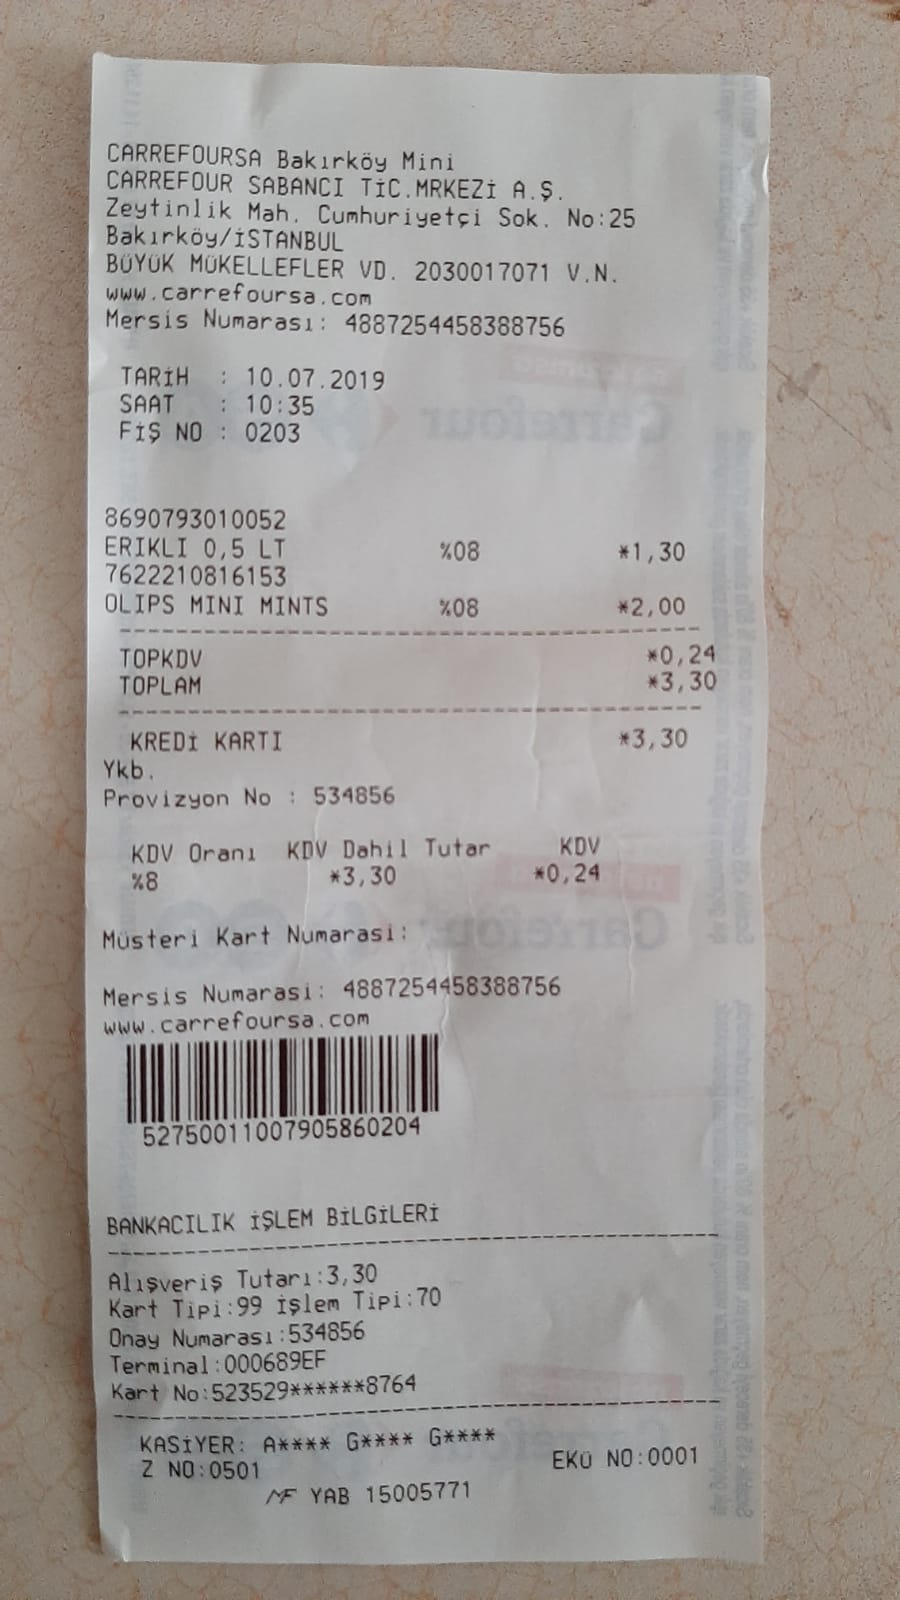 CARREFOURSA Bakırköy Mini
CARREFOUR SABANCI TİC.MRKEZİ A.Ş.
Zeytinlik Mah. Cumhuriyetçi Sok. No:25
Bakırköy/İSTANBUL
BÜYÜK MÜKELLEFLER VD. 2030017071 V.N.
www.carrefoursa.com
Mersis Numarası: 4887254458388756
TARİH : 10.07.2019
SAAT : 10:35
FİŞ NO : 0203
8690793010052
ERIKLI 0,5 LT %08 *1,30
7622210816153
OLIPS MINI MINTS %08 *2,00
TOPKDV *0,24
TOPLAM *3,30
KREDİ KARTI *3,30
Ykb.
Provizyon No : 534856
KDV Oranı KDV Dahil Tutar KDV
%8 *3,30 *0,24
Müsteri Kart Numarasi:
Mersis Numarasi: 4887254458388756
www.carrefoursa.com
52750011007905860204
BANKACILIK İŞLEM BİLGİLERİ
Alışveriş Tutarı:3,30
Kart Tipi:99 İşlem Tipi:70
Onay Numarası:534856
Terminal:000689EF
Kart No:523529******8764
KASİYER: A**** G**** G****
Z NO:0501 EKÜ NO:0001
MF YAB 15005771